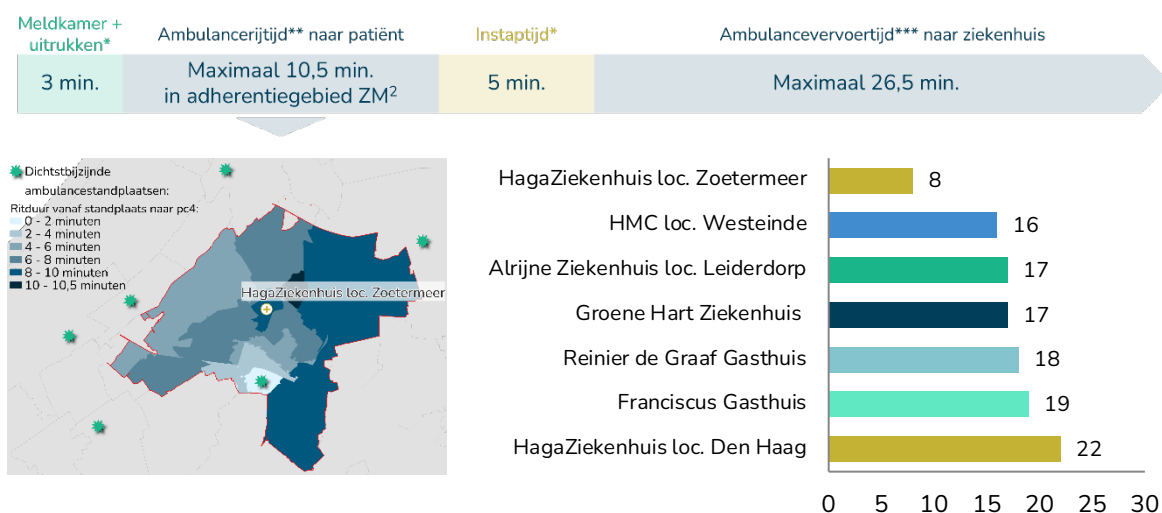 Meldkamer +
uitrukken*
Ambulancerijtijd** naar patiënt
Instaptijd*
Ambulancevervoertijd*** naar ziekenhuis
3 min.
Maximaal 10,5 min.
in adherentiegebied ZM²
5 min.
Maximaal 26,5 min.
Dichtstbijzijnde
ambulancestandplaatsen:
Ritduur vanaf standplaats naar pc4:
0 - 2 minuten
2 - 4 minuten
4 - 6 minuten
6 - 8 minuten
8 - 10 minuten
10 - 10,5 minuten
HagaZiekenhuis loc. Zoetermeer
HagaZiekenhuis loc. Zoetermeer 8
HMC loc. Westeinde 16
Alrijne Ziekenhuis loc. Leiderdorp 17
Groene Hart Ziekenhuis 17
Reinier de Graaf Gasthuis 18
Franciscus Gasthuis 19
HagaZiekenhuis loc. Den Haag 22
0 5 10 15 20 25 30